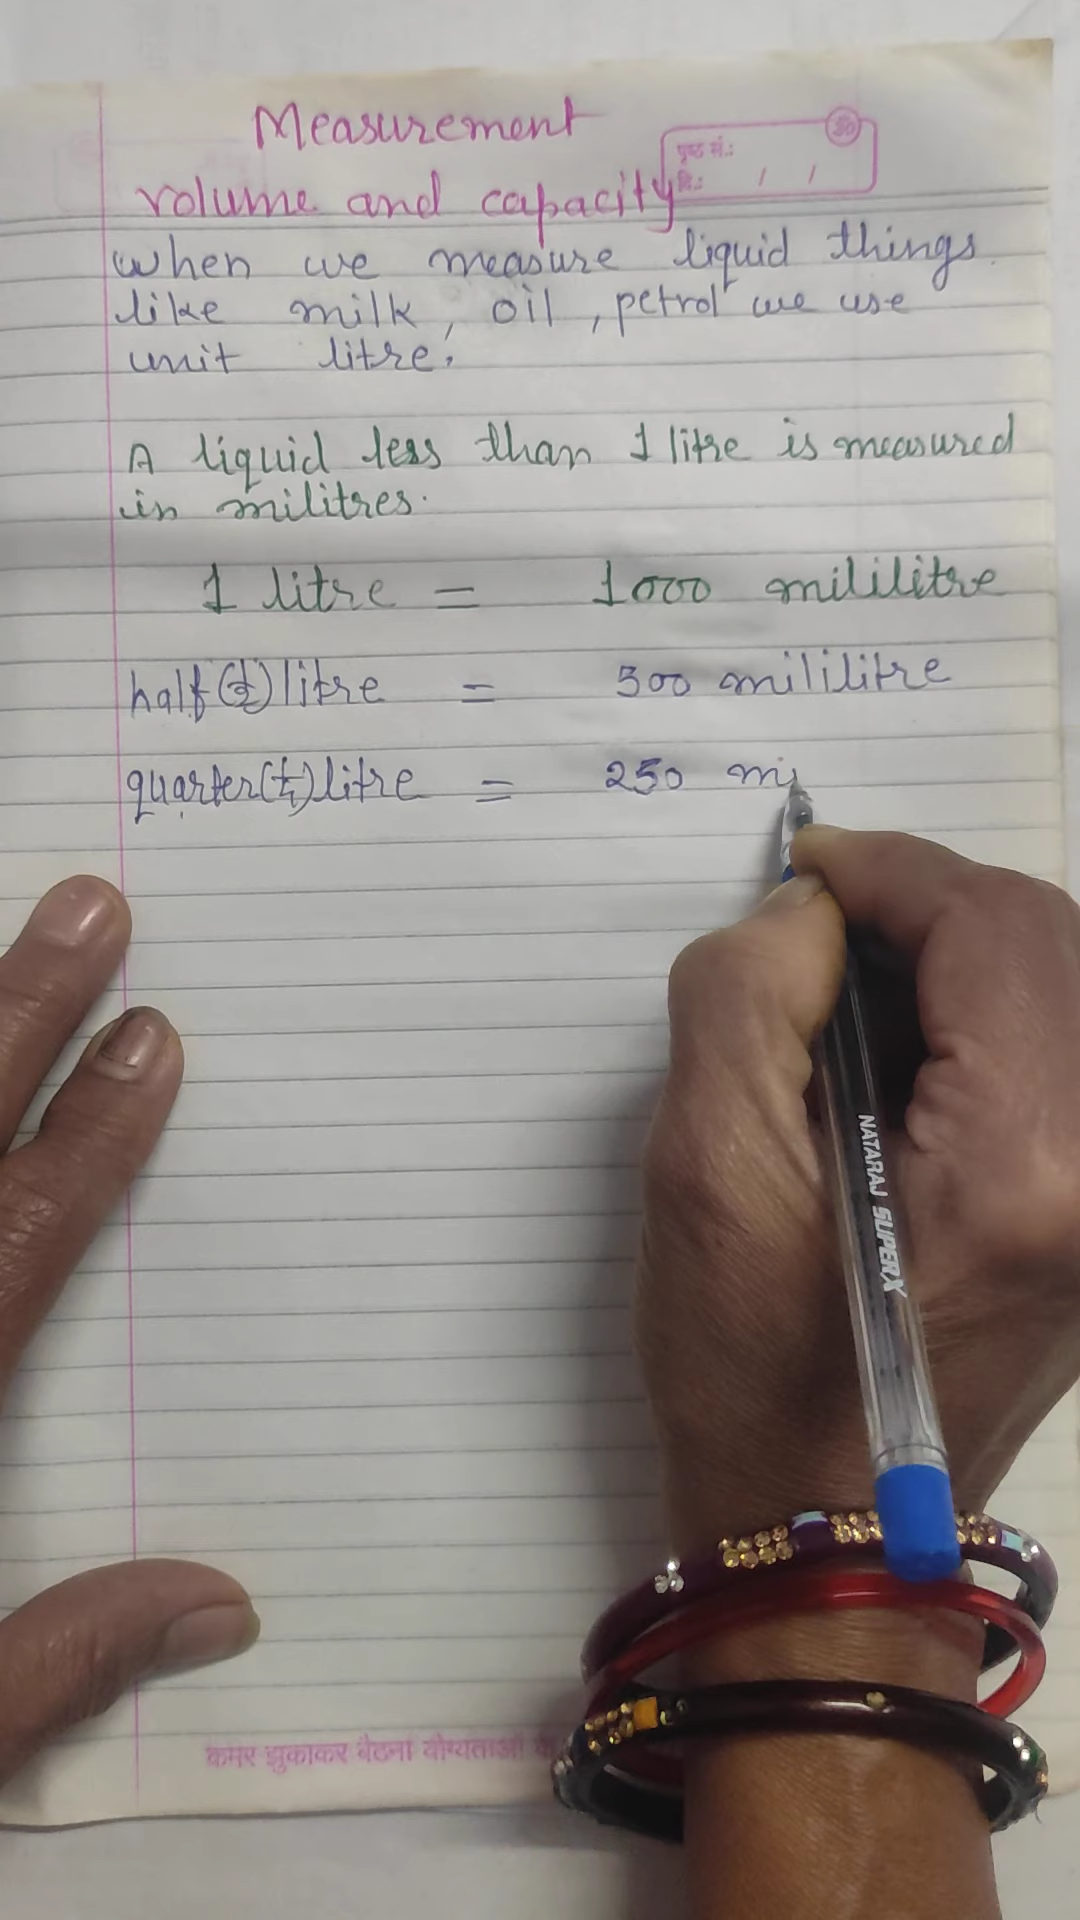 Measurement
volume and capacity
पृष्ठ सं.:
दि.: / /
when we measure liquid things
like milk, oil, petrol we use
unit litre.
A liquid less than 1 litre is measured
in militres.
1 litre = 1000 mililitre
half (1/2) litre = 500 mililitre
quarter (1/4) litre = 250 mi
NATARAJ SUPERX
कमर झुकाकर बैठना योग्यताओं